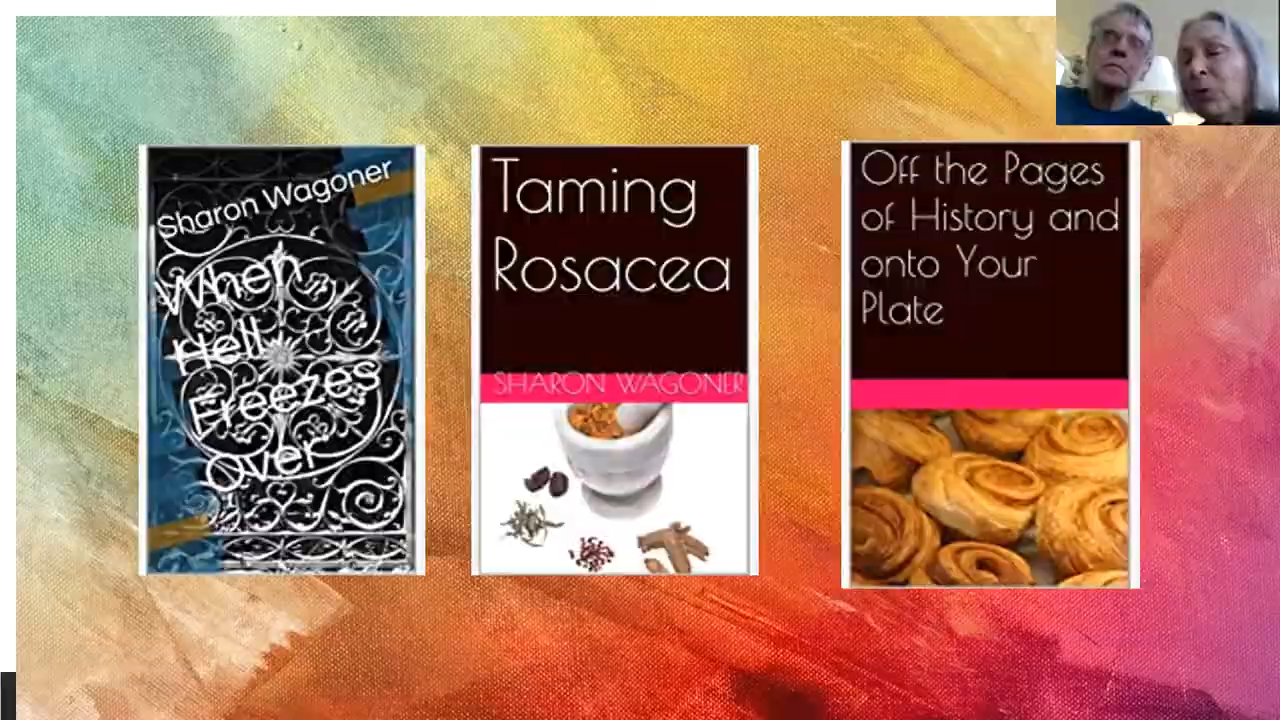 Sharon Wagoner
When
Hell
Freezes
Over
Taming
Rosacea
SHARON WAGONER
Off the Pages
of History and
onto Your
Plate